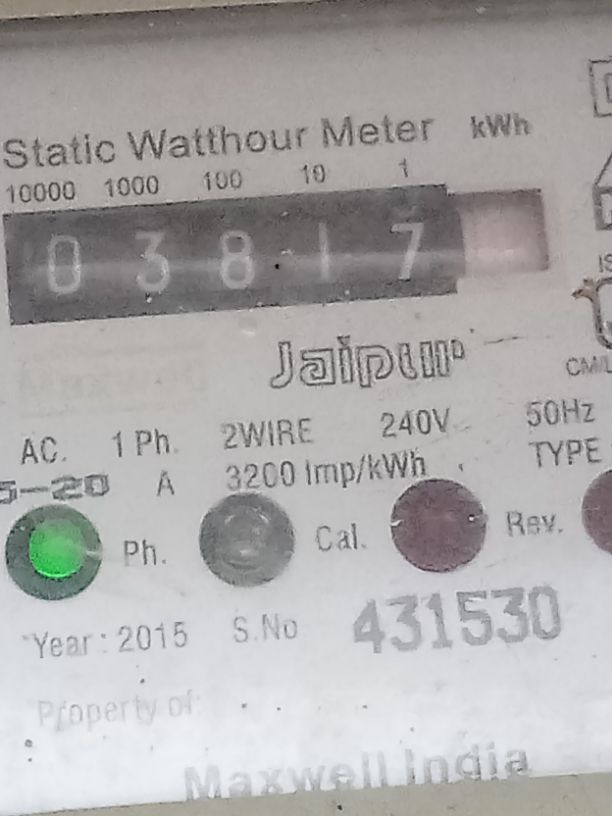 Static Watthour Meter kWh
10000 1000 100 10 1
0 3 8 1 7
Jaipur
AC. 1 Ph. 2WIRE 240V 50Hz
5-20 A 3200 Imp/kWh TYPE
Ph. Cal. Rev.
Year: 2015 S.No 431530
Property of:
Maxwell India